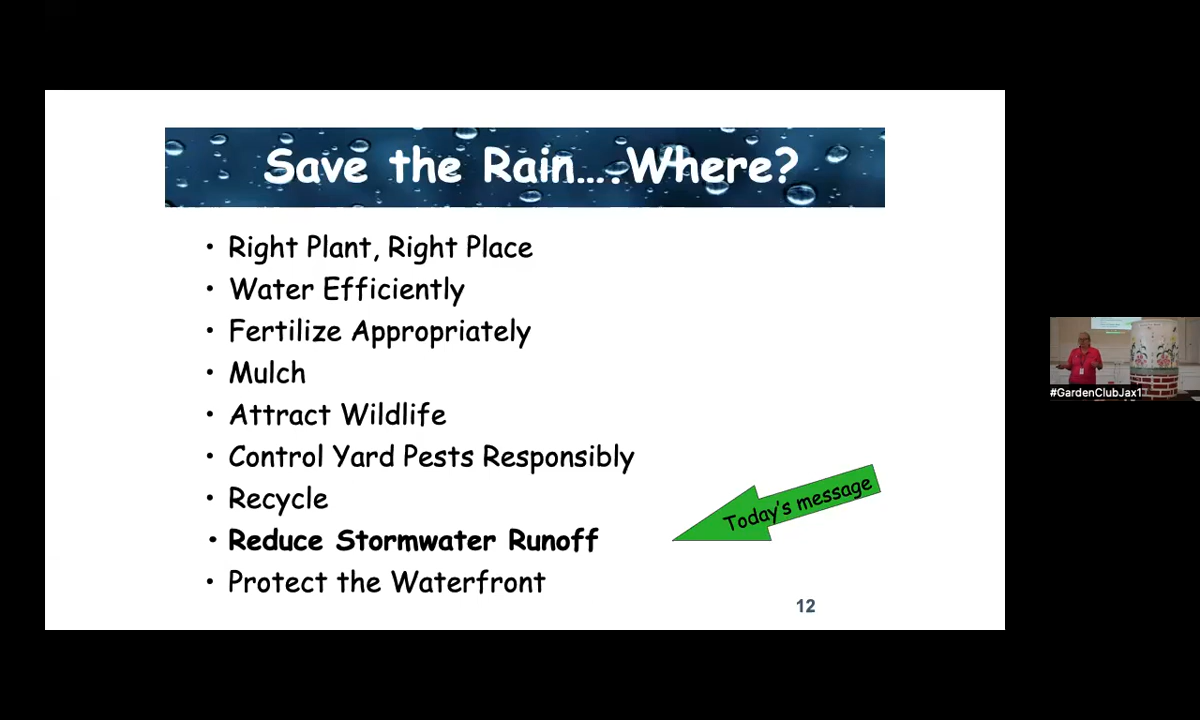 Save the Rain….Where?
• Right Plant, Right Place
• Water Efficiently
• Fertilize Appropriately
• Mulch
• Attract Wildlife
• Control Yard Pests Responsibly
• Recycle
• Reduce Stormwater Runoff
• Protect the Waterfront
Today's message
12
#GardenClubJax1